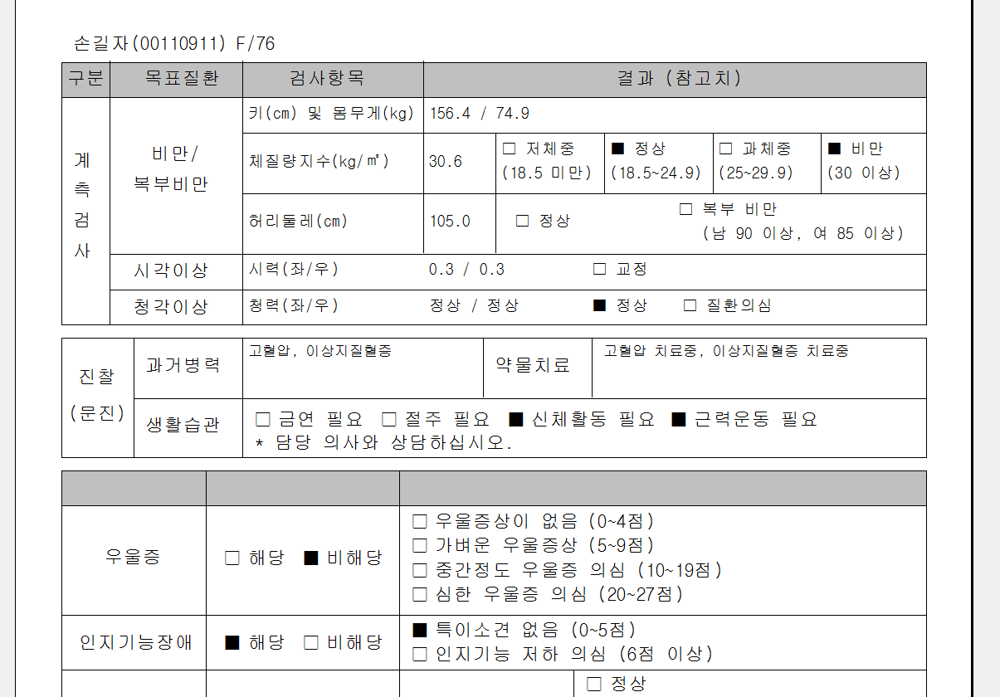 손길자(00110911) F/76
구분 목표질환 검사항목 결과 (참고치)
계측검사 비만/복부비만 키(cm) 및 몸무게(kg) 156.4 / 74.9
체질량지수(kg/㎡) 30.6 □ 저체중 (18.5 미만) ■ 정상 (18.5~24.9) □ 과체중 (25~29.9) ■ 비만 (30 이상)
허리둘레(cm) 105.0 □ 정상 □ 복부 비만
(남 90 이상, 여 85 이상)
시각이상 시력(좌/우) 0.3 / 0.3 □ 교정
청각이상 청력(좌/우) 정상 / 정상 ■ 정상 □ 질환의심
진찰
(문진)
과거병력 고혈압, 이상지질혈증 약물치료 고혈압 치료중, 이상지질혈증 치료중
생활습관 □ 금연 필요 □ 절주 필요 ■ 신체활동 필요 ■ 근력운동 필요
* 담당 의사와 상담하십시오.
우울증 □ 해당 ■ 비해당
□ 우울증상이 없음 (0~4점)
□ 가벼운 우울증상 (5~9점)
□ 중간정도 우울증 의심 (10~19점)
□ 심한 우울증 의심 (20~27점)
인지기능장애 ■ 해당 □ 비해당
■ 특이소견 없음 (0~5점)
□ 인지기능 저하 의심 (6점 이상)
□ 정상